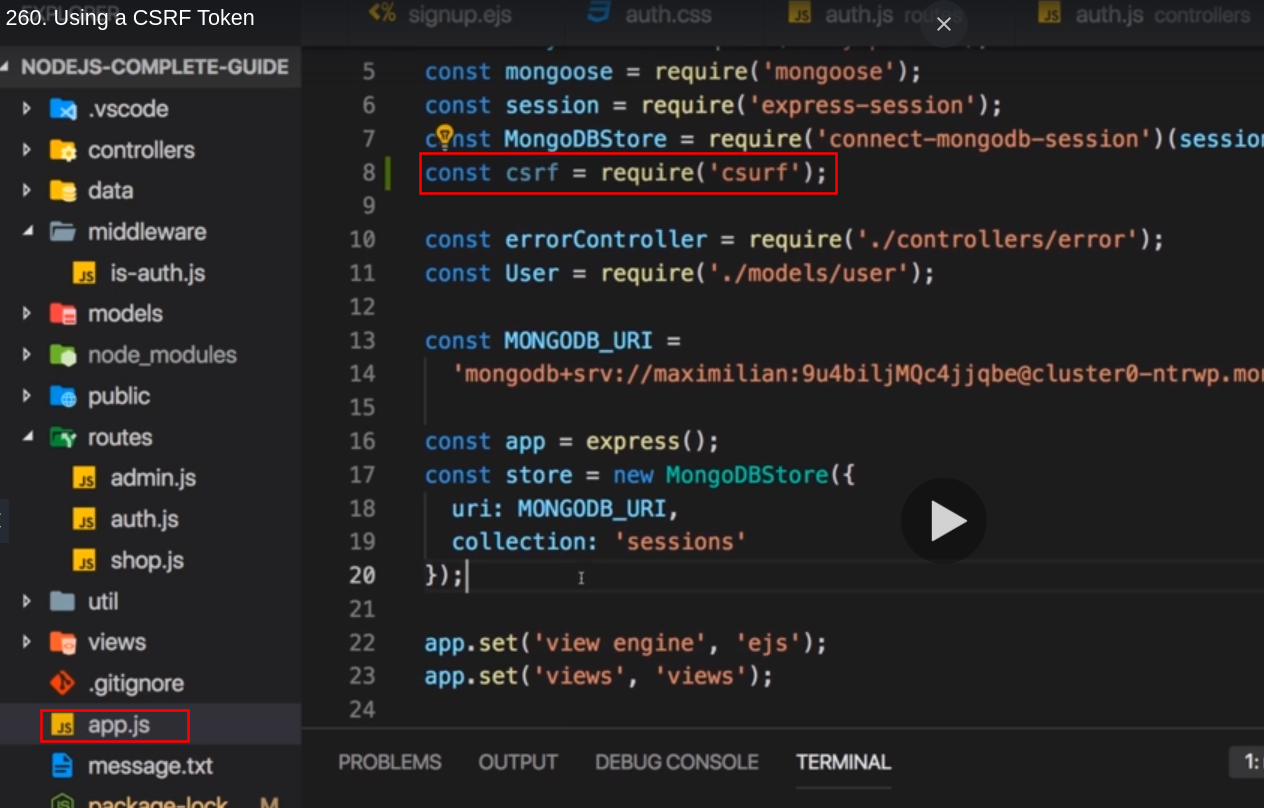 EXPLORER
260. Using a CSRF Token
signup.ejs
auth.css
auth.js routes
auth.js controllers
NODEJS-COMPLETE-GUIDE
.vscode
controllers
data
middleware
is-auth.js
models
node_modules
public
routes
admin.js
auth.js
shop.js
util
views
.gitignore
app.js
message.txt
package-lock M
5 const mongoose = require('mongoose');
6 const session = require('express-session');
7 const MongoDBStore = require('connect-mongodb-session')(session
8 const csrf = require('csurf');
9
10 const errorController = require('./controllers/error');
11 const User = require('./models/user');
12
13 const MONGODB_URI =
14 'mongodb+srv://maximilian:9u4biljMQc4jjqbe@cluster0-ntrwp.mon
15
16 const app = express();
17 const store = new MongoDBStore({
18 uri: MONGODB_URI,
19 collection: 'sessions'
20 });
21
22 app.set('view engine', 'ejs');
23 app.set('views', 'views');
24
PROBLEMS OUTPUT DEBUG CONSOLE TERMINAL 1: